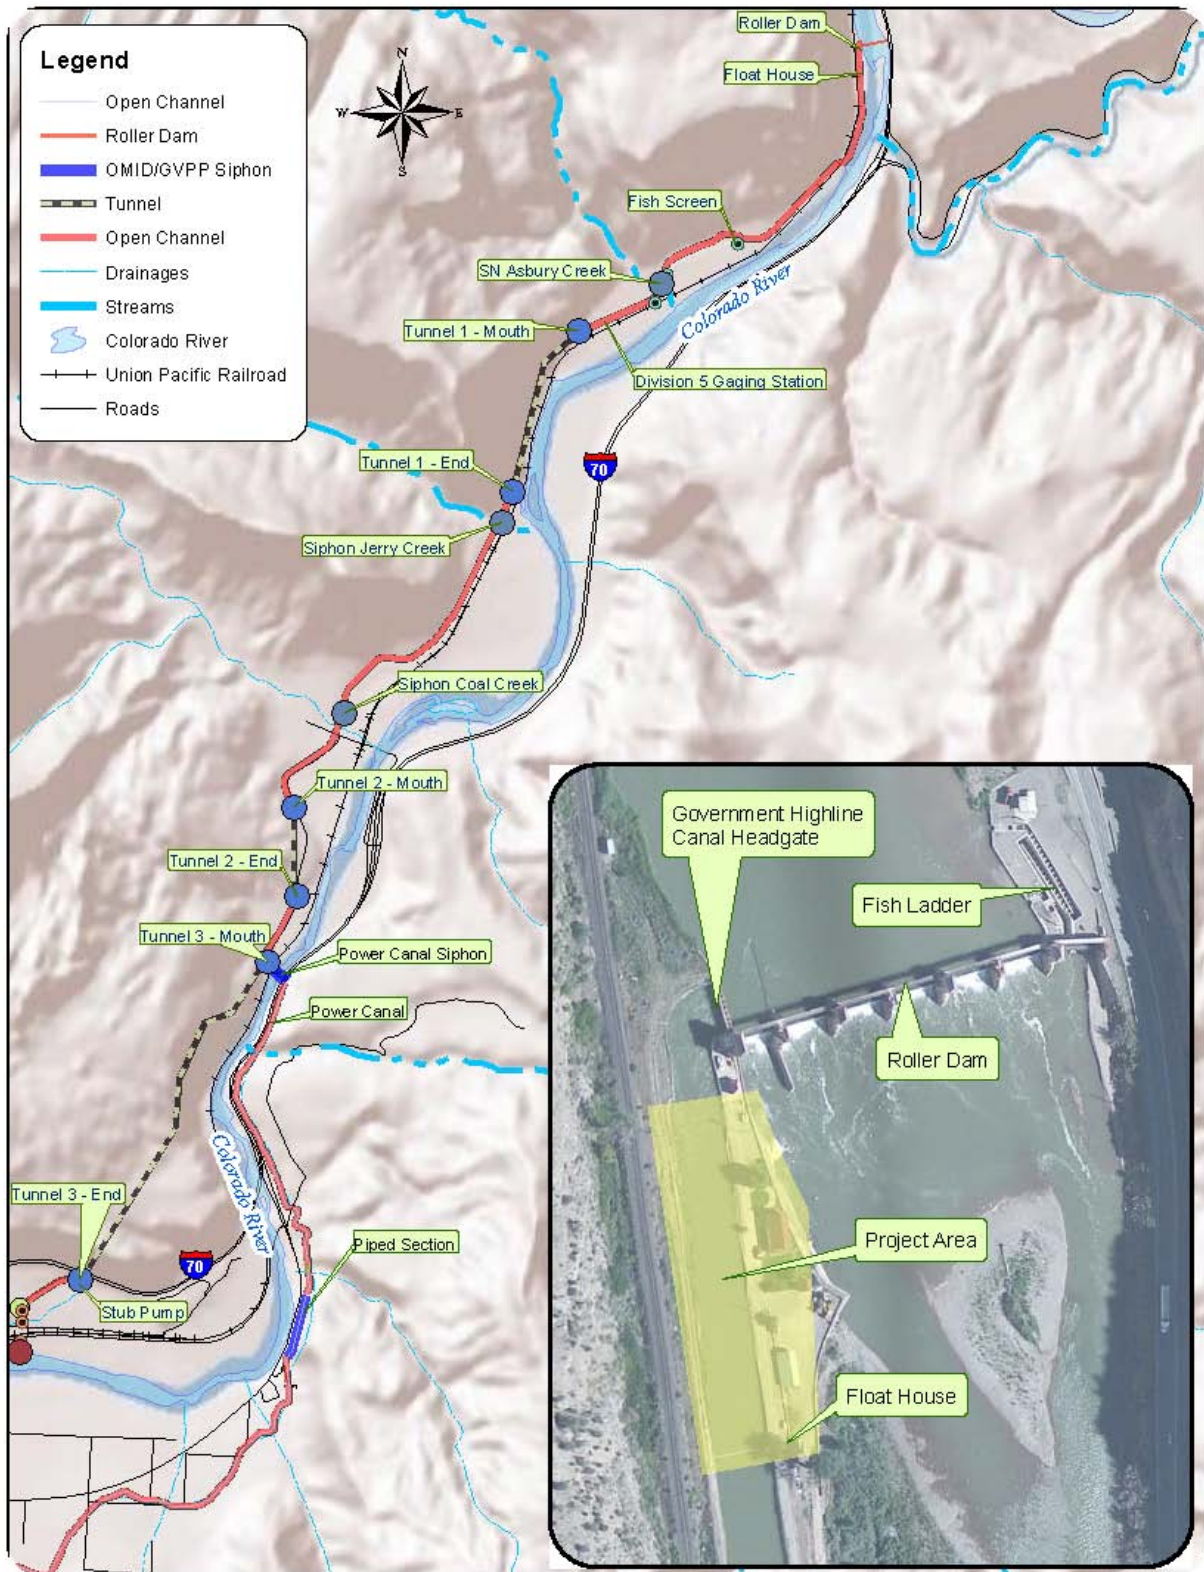 Legend
Open Channel
Roller Dam
OMID/GVPP Siphon
Tunnel
Open Channel
Drainages
Streams
Colorado River
Union Pacific Railroad
Roads
N
W
E
S
Roller Dam
Float House
Fish Screen
SN Asbury Creek
Colorado River
Tunnel 1 - Mouth
Division 5 Gaging Station
Tunnel 1 - End
70
Siphon Jerry Creek
Siphon Coal Creek
Tunnel 2 - Mouth
Tunnel 2 - End
Tunnel 3 - Mouth
Power Canal Siphon
Power Canal
Colorado River
Tunnel 3 - End
70
Piped Section
Stub Pump
Government Highline
Canal Headgate
Fish Ladder
Roller Dam
Project Area
Float House